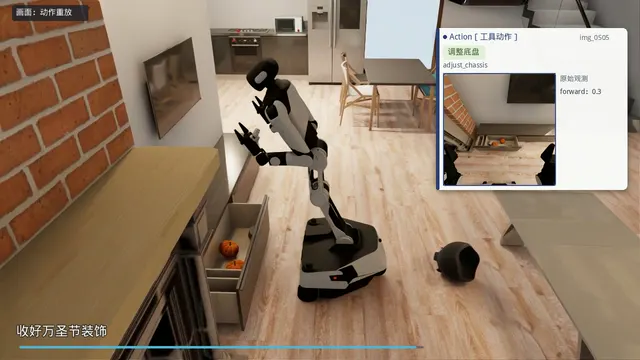 画面：动作重放
Action [ 工具动作 ]
img_0505
调整底盘
adjust_chassis
原始观测
forward: 0.3
收好万圣节装饰